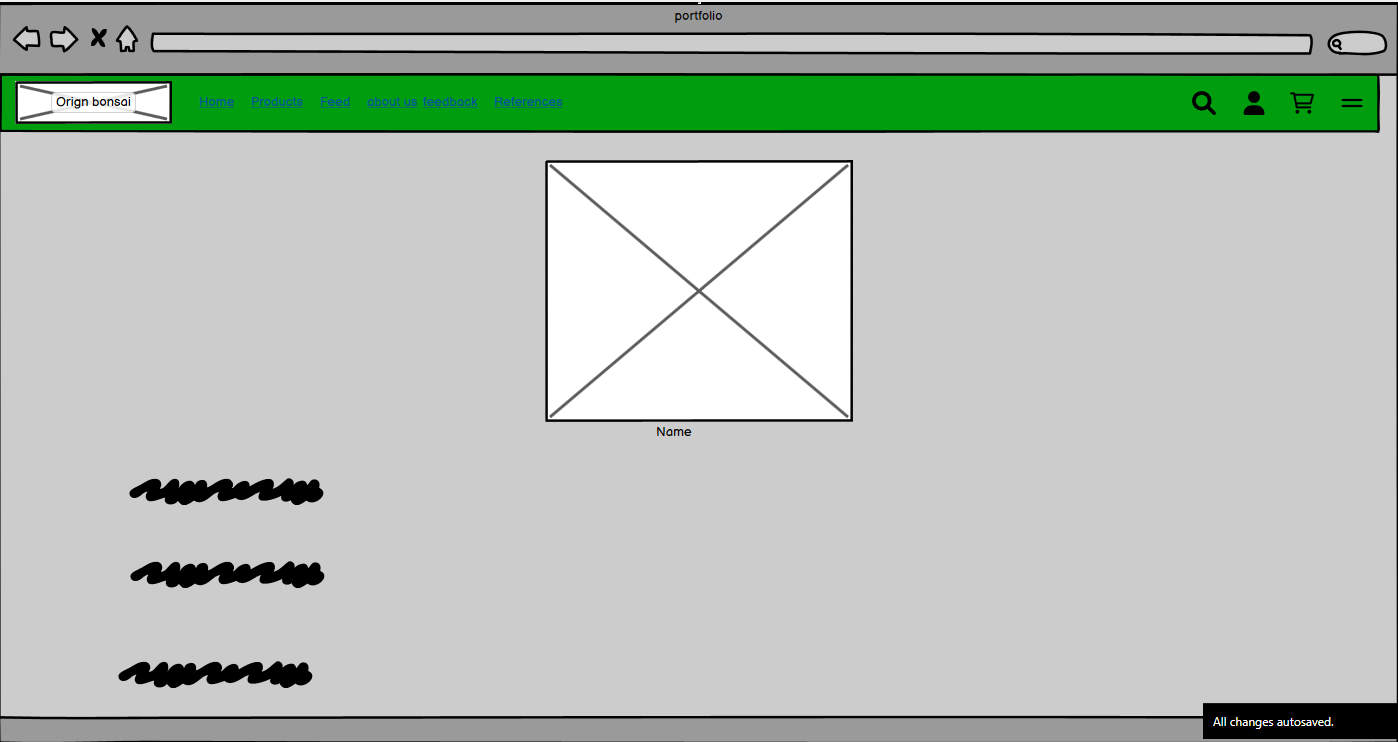 portfolio
Orign bonsai
Home Products Feed about us feedback References
Name
All changes autosaved.